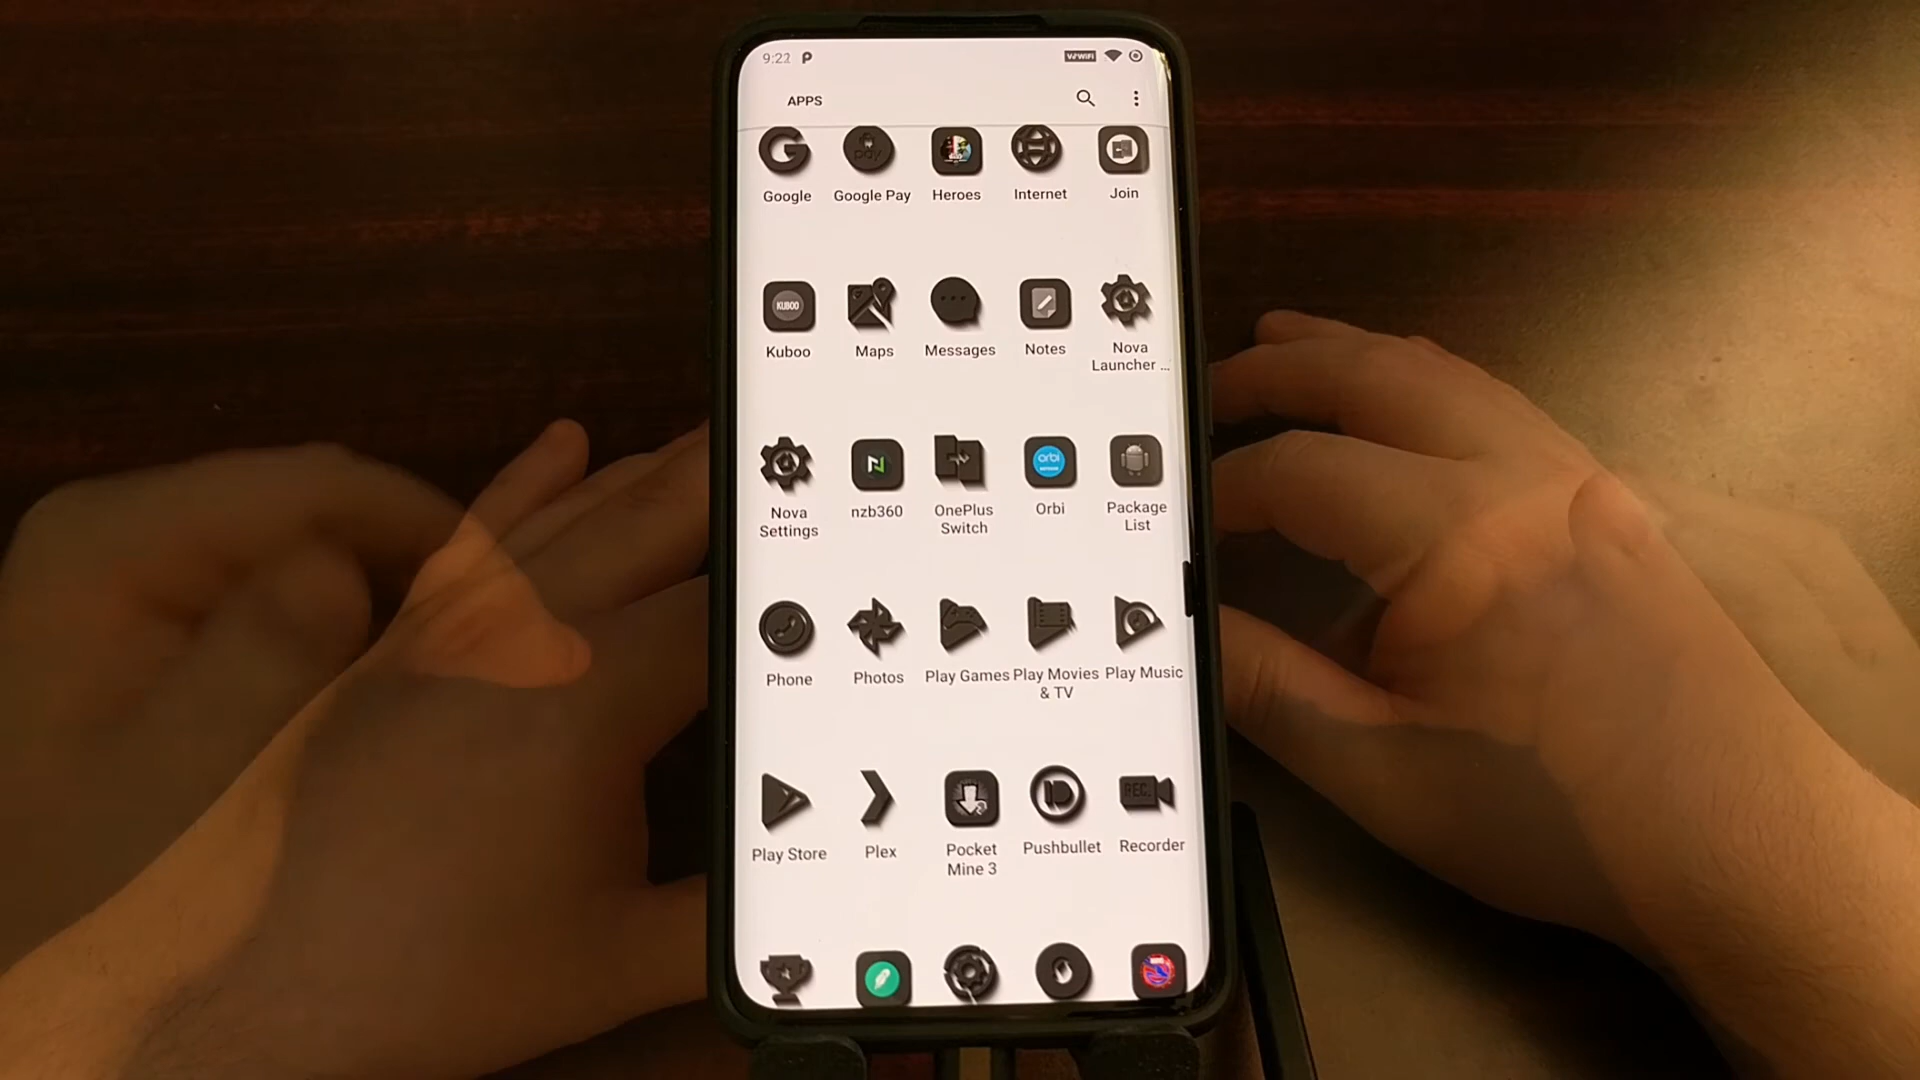 9:22
VoWiFi
APPS
pay
Google
Google Pay
Heroes
Internet
Join
KUBOO
Kuboo
Maps
Messages
Notes
Nova
Launcher ...
orbi
Nova
Settings
nzb360
OnePlus
Switch
Orbi
Package
List
Phone
Photos
Play Games
Play Movies
& TV
Play Music
REC.
Play Store
Plex
Pocket
Mine 3
Pushbullet
Recorder